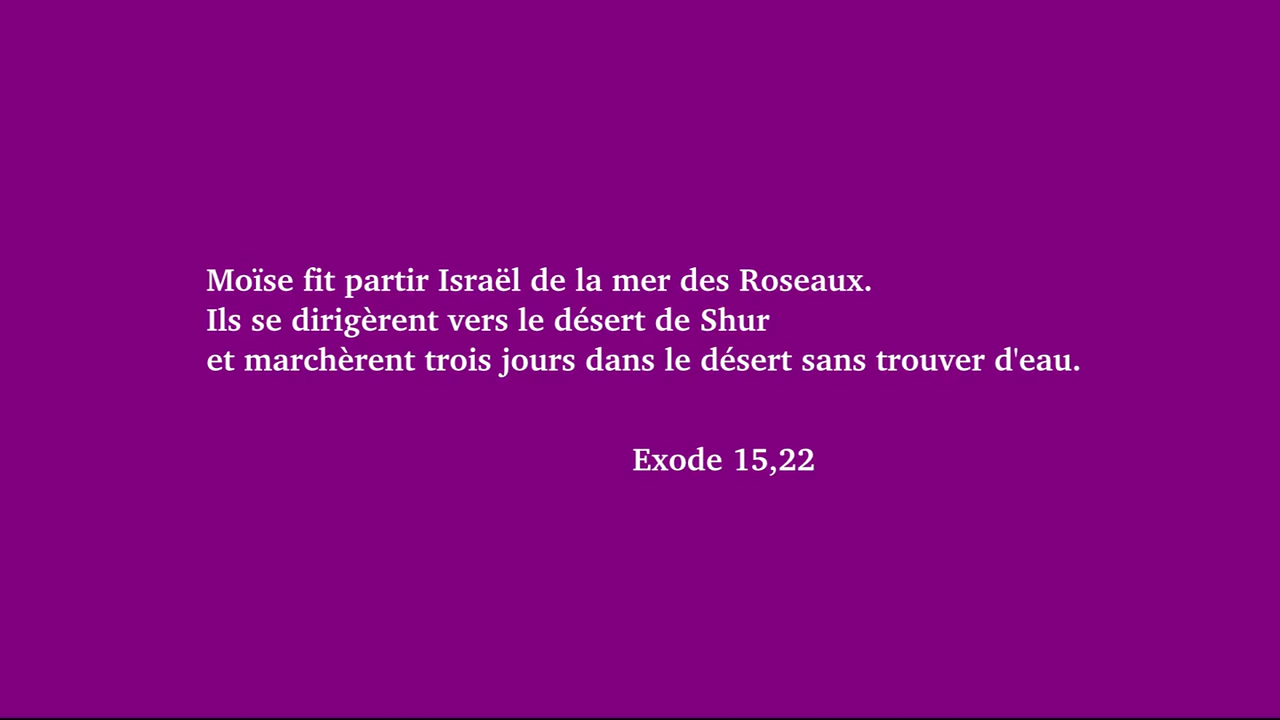 Moïse fit partir Israël de la mer des Roseaux.
Ils se dirigèrent vers le désert de Shur
et marchèrent trois jours dans le désert sans trouver d'eau.
Exode 15,22